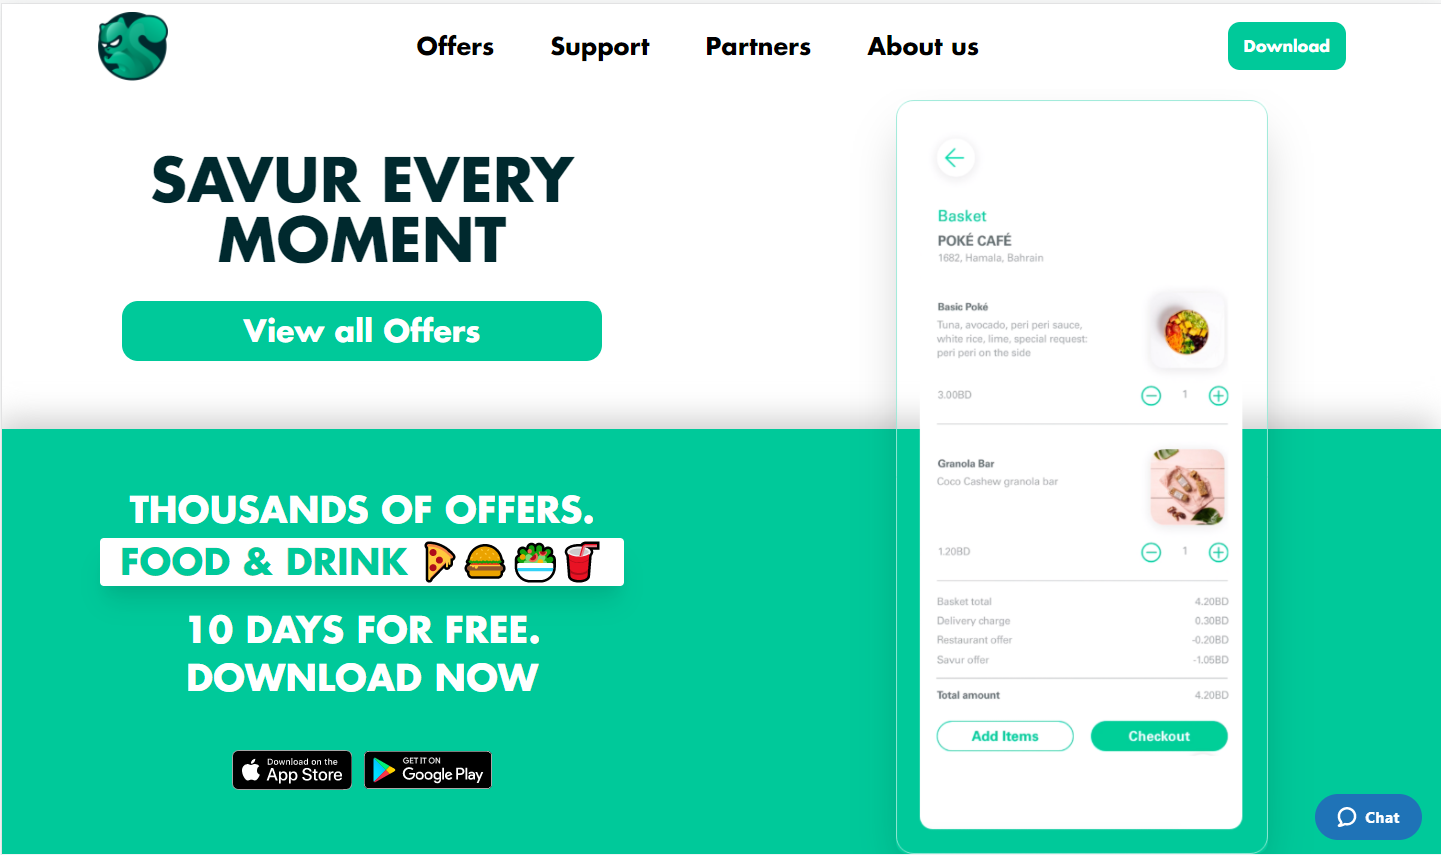 Offers
Support
Partners
About us
Download
SAVUR EVERY
MOMENT
View all Offers
THOUSANDS OF OFFERS.
FOOD & DRINK 🍕🍔🥗🥤
10 DAYS FOR FREE.
DOWNLOAD NOW
Download on the
App Store
GET IT ON
Google Play
Basket
POKÉ CAFÉ
1682, Hamala, Bahrain
Basic Poké
Tuna, avocado, peri peri sauce,
white rice, lime, special request:
peri peri on the side
3.00BD
1
Granola Bar
Coco Cashew granola bar
1.20BD
1
Basket total 4.20BD
Delivery charge 0.30BD
Restaurant offer -0.20BD
Savur offer -1.05BD
Total amount 4.20BD
Add Items
Checkout
Chat